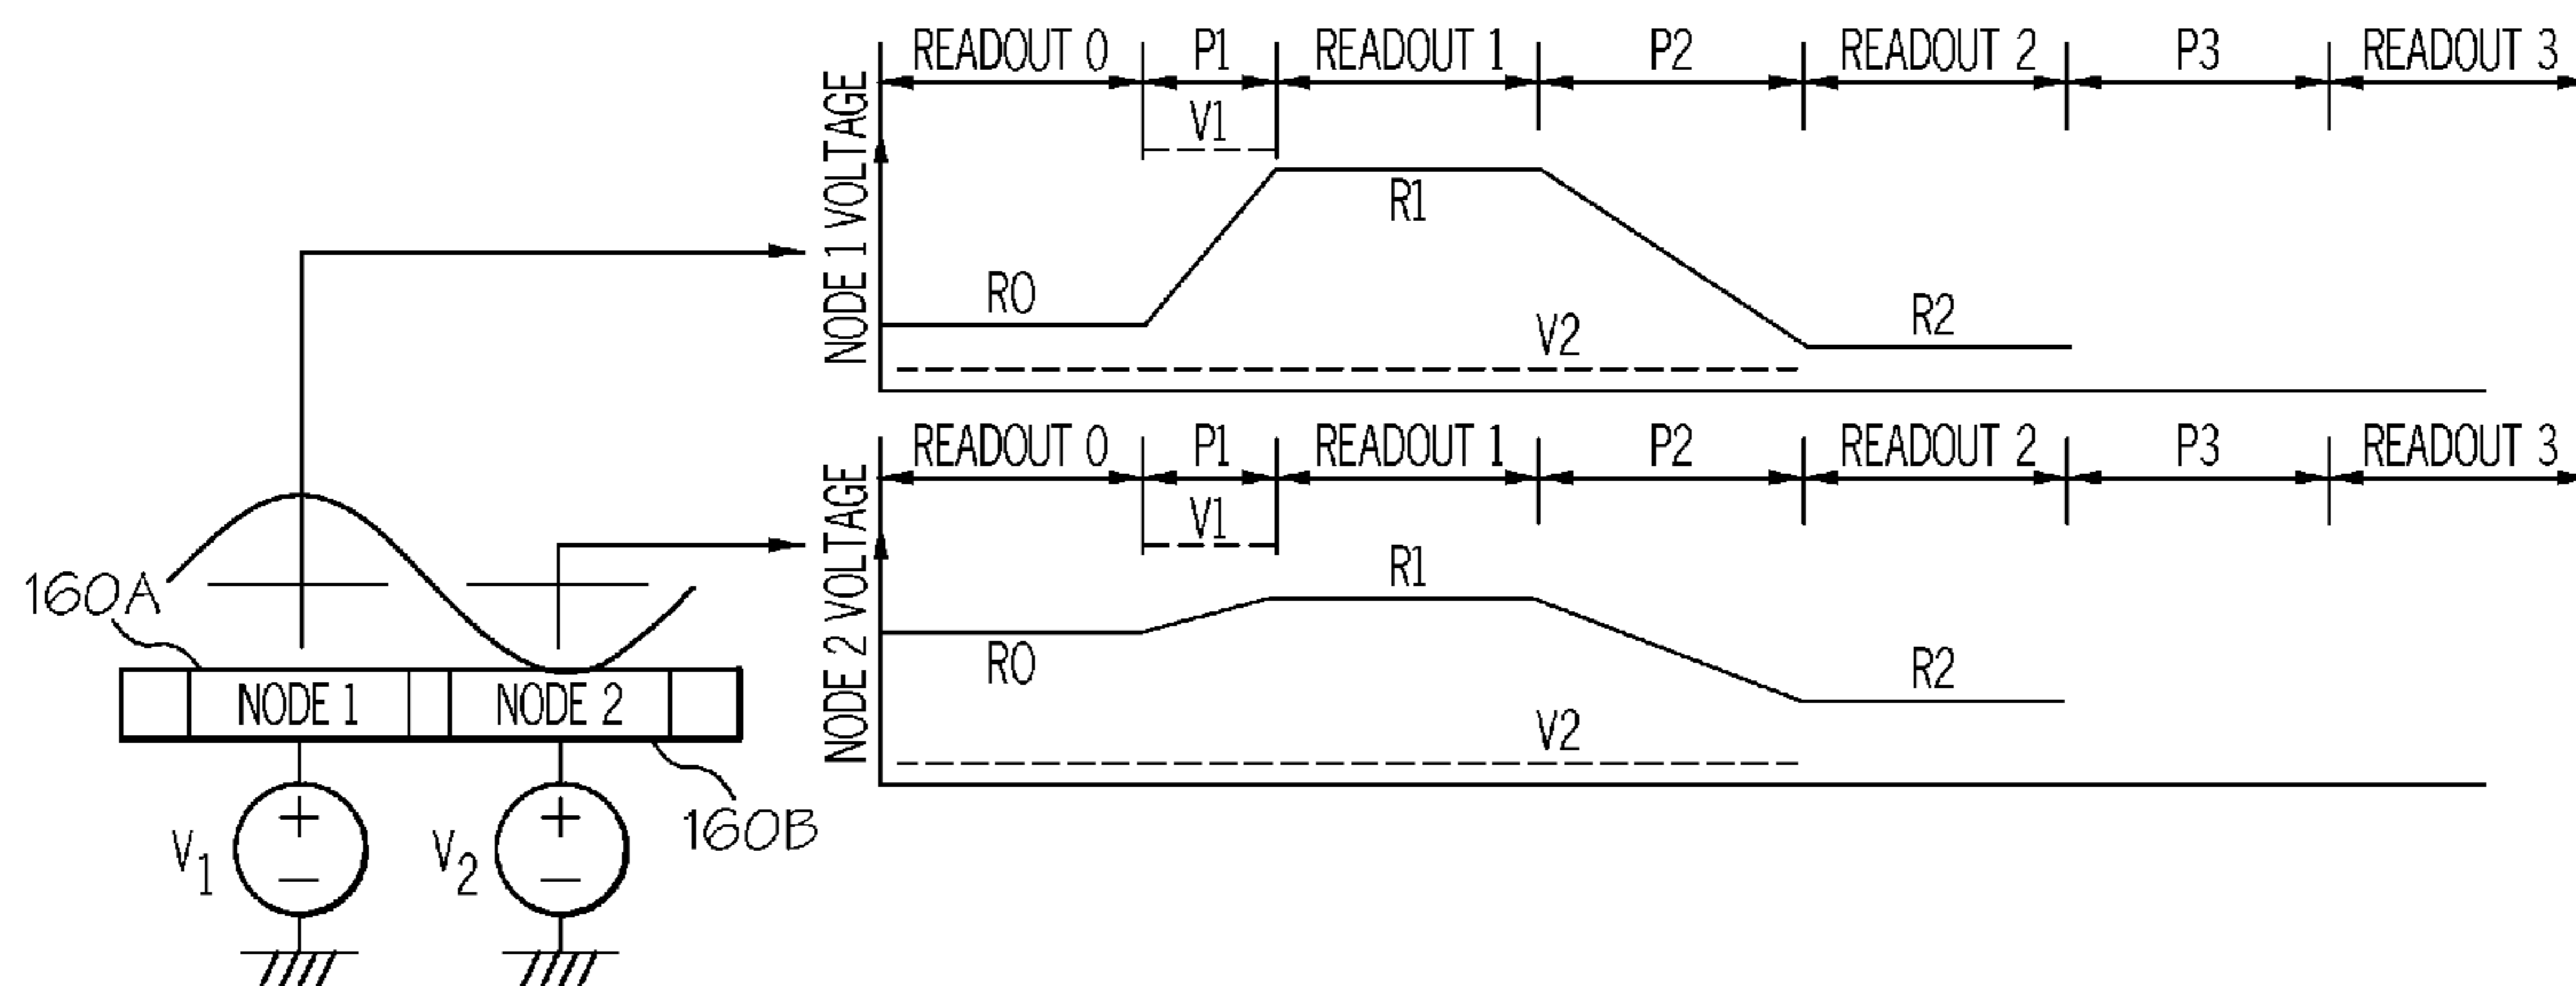 READOUT 0 P1 READOUT 1 P2 READOUT 2 P3 READOUT 3
V1
NODE 1 VOLTAGE
R0
R1
V2
R2
READOUT 0 P1 READOUT 1 P2 READOUT 2 P3 READOUT 3
V1
NODE 2 VOLTAGE
R0
R1
V2
R2
160A
NODE 1 NODE 2
160B
+ +
V1 V2
− −